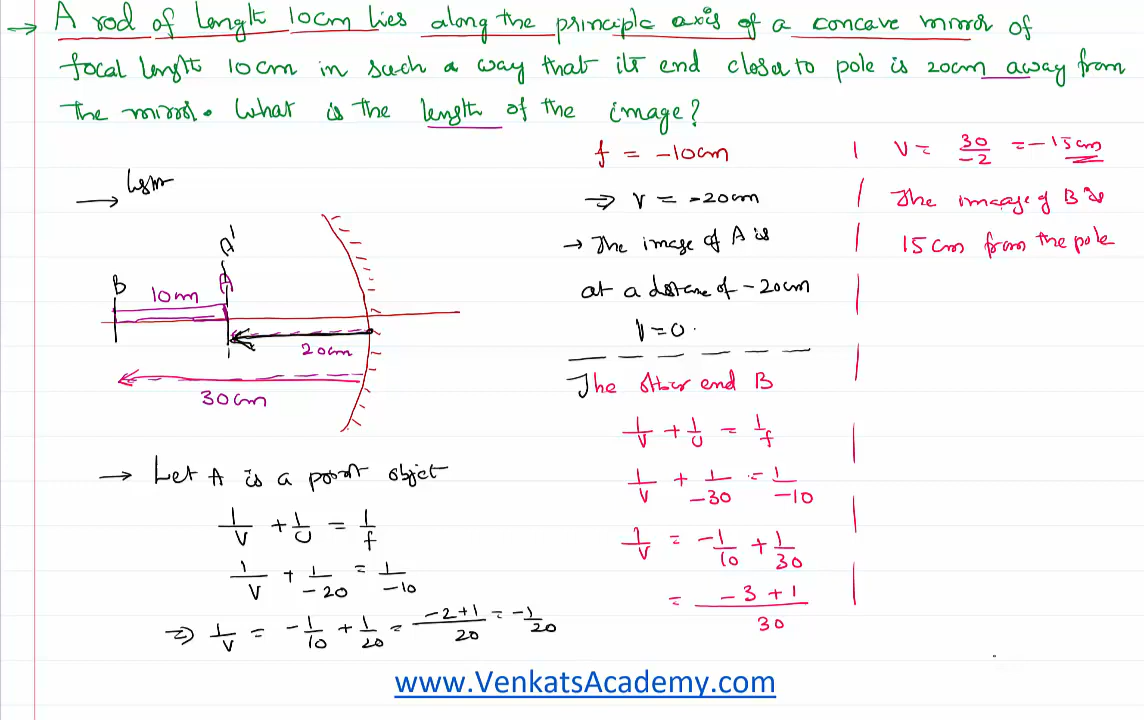 → A rod of length 10cm lies along the principle axis of a concave mirror of
focal length 10cm in such a way that its end closer to pole is 20cm away from
the mirror. What is the length of the image?
f = -10cm
⇒ V = -20cm
→ The image of A is
at a distance of -20cm
V = U
The other end B
1/V + 1/U = 1/f
1/V + 1/-30 = 1/-10
1/V = -1/10 + 1/30
= -3+1/30
V = 30/-2 = -15cm
The image of B is
15cm from the pole
A'
B
A
10m
20cm
30cm
→ Let A is a point objet
1/V + 1/U = 1/f
1/V + 1/-20 = 1/-10
⇒ 1/V = -1/10 + 1/20 = -2+1/20 = -1/20
www.VenkatsAcademy.com